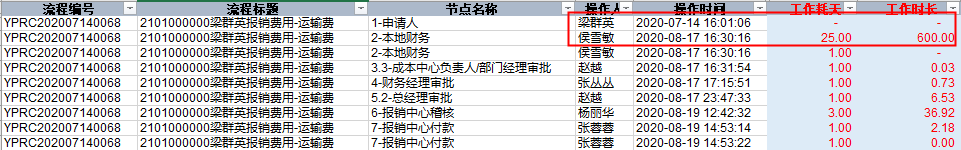 流程编号 流程标题 节点名称 操作人 操作时间 工作耗天 工作时长
YPRC202007140068 2101000000梁群英报销费用-运输费 1-申请人 梁群英 2020-07-14 16:01:06 - -
YPRC202007140068 2101000000梁群英报销费用-运输费 2-本地财务 侯雪敏 2020-08-17 16:30:16 25.00 600.00
YPRC202007140068 2101000000梁群英报销费用-运输费 2-本地财务 侯雪敏 2020-08-17 16:30:16 1.00 -
YPRC202007140068 2101000000梁群英报销费用-运输费 3.3-成本中心负责人/部门经理审批 赵越 2020-08-17 16:31:54 1.00 0.03
YPRC202007140068 2101000000梁群英报销费用-运输费 4-财务经理审批 张丛丛 2020-08-17 17:15:51 1.00 0.73
YPRC202007140068 2101000000梁群英报销费用-运输费 5.2-总经理审批 赵越 2020-08-17 23:47:33 1.00 6.53
YPRC202007140068 2101000000梁群英报销费用-运输费 6-报销中心稽核 杨丽华 2020-08-19 12:42:32 3.00 36.92
YPRC202007140068 2101000000梁群英报销费用-运输费 7-报销中心付款 张蓉蓉 2020-08-19 14:53:14 1.00 2.18
YPRC202007140068 2101000000梁群英报销费用-运输费 7-报销中心付款 张蓉蓉 2020-08-19 14:53:22 1.00 0.00